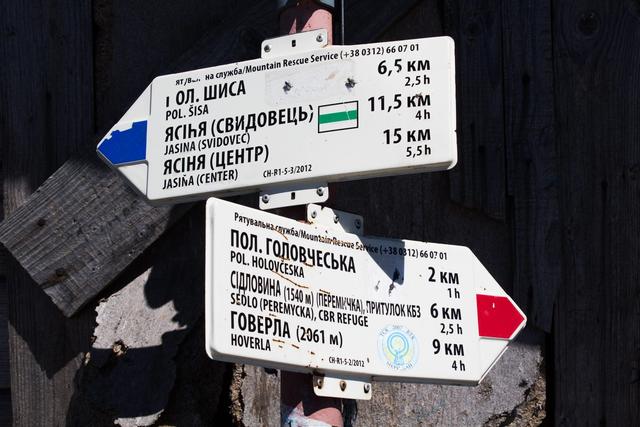 на служба/Mountain Rescue Service (+38 0312) 66 07 01
ОЛ. ШИСА 6,5 км
POL. ŠISA 2,5 h
ЯСІНЯ (СВИДОВЕЦЬ) 11,5 км
JASINA (SVIDOVEC) 4 h
ЯСІНЯ (ЦЕНТР) 15 км
JASIŇA (CENTER) 5,5 h
CH-R1-5-3/2012
Рятувальна служба/Mountain Rescue Service (+38 0312) 66 07 01
ПОЛ. ГОЛОВЧЕСЬКА 2 км
POL. HOLOVČESKA 1 h
СІДЛОВИНА (1540 м) (ПЕРЕМИЧКА), ПРИТУЛОК КБЗ 6 км
SEDLO (PEREMYCKA), CBR REFUGE 2,5 h
ГОВЕРЛА (2061 м) 9 км
HOVERLA 4 h
CH-R1-5-2/2012